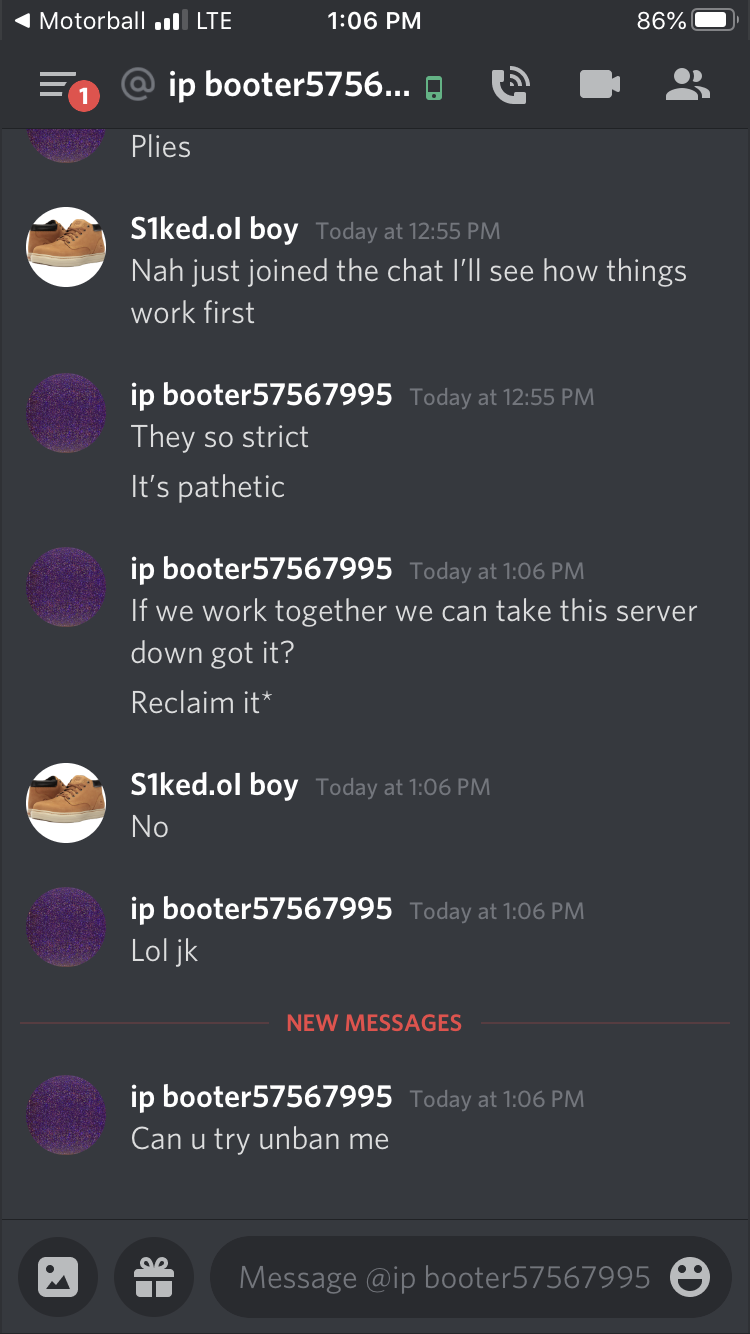 ◀ Motorball LTE 1:06 PM 86%
1 @ ip booter5756...
Plies
S1ked.ol boy Today at 12:55 PM
Nah just joined the chat I'll see how things
work first
ip booter57567995 Today at 12:55 PM
They so strict
It's pathetic
ip booter57567995 Today at 1:06 PM
If we work together we can take this server
down got it?
Reclaim it*
S1ked.ol boy Today at 1:06 PM
No
ip booter57567995 Today at 1:06 PM
Lol jk
NEW MESSAGES
ip booter57567995 Today at 1:06 PM
Can u try unban me
Message @ip booter57567995